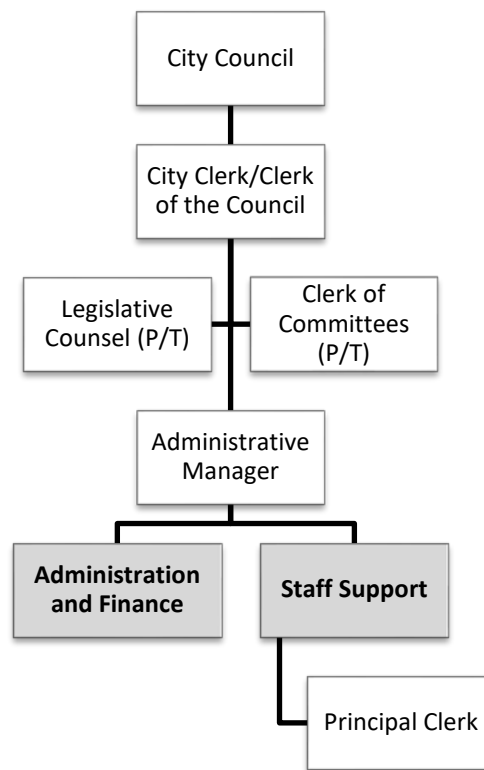 City Council
City Clerk/Clerk
of the Council
Legislative
Counsel (P/T)
Clerk of
Committees
(P/T)
Administrative
Manager
Administration
and Finance
Staff Support
Principal Clerk